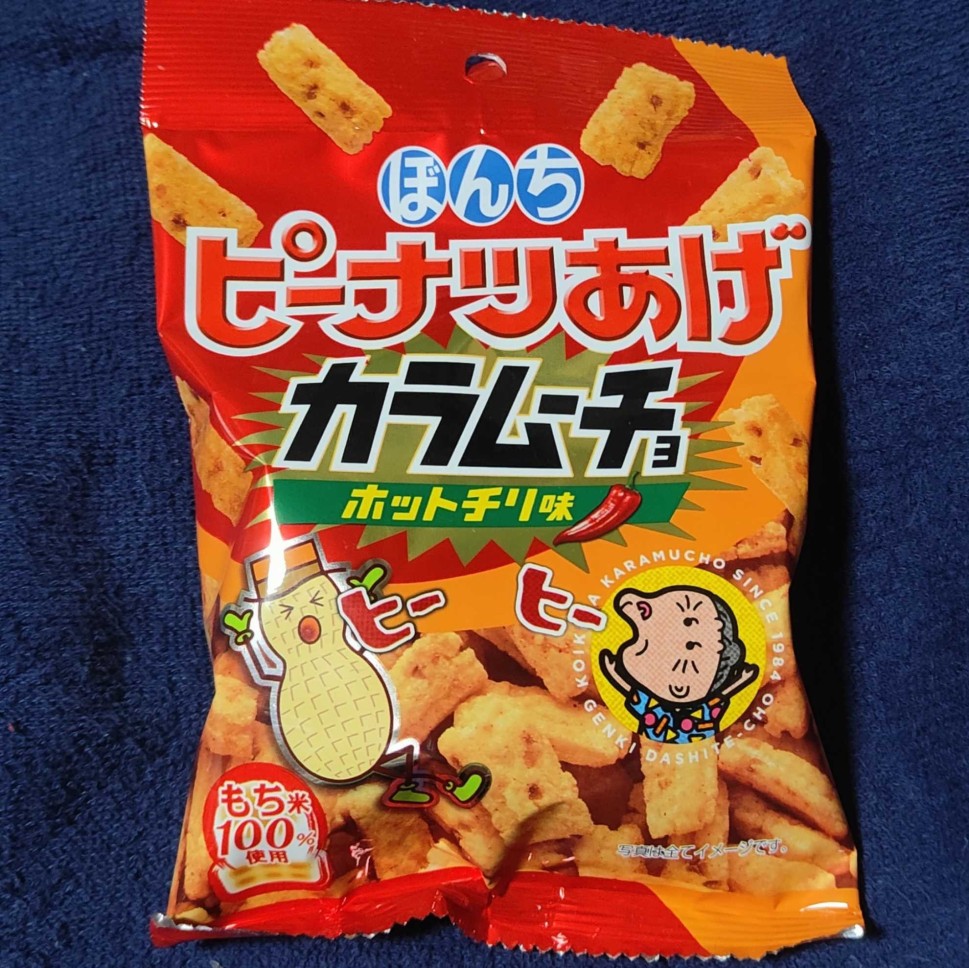 ぼんち
ピーナツあげ
カラムーチョ
ホットチリ味
ヒー
ヒー
KOIKEYA KARAMUCHO SINCE 1984 OHO GENKI DASHITE-CHO
もち米
100%
使用
写真は全てイメージです。